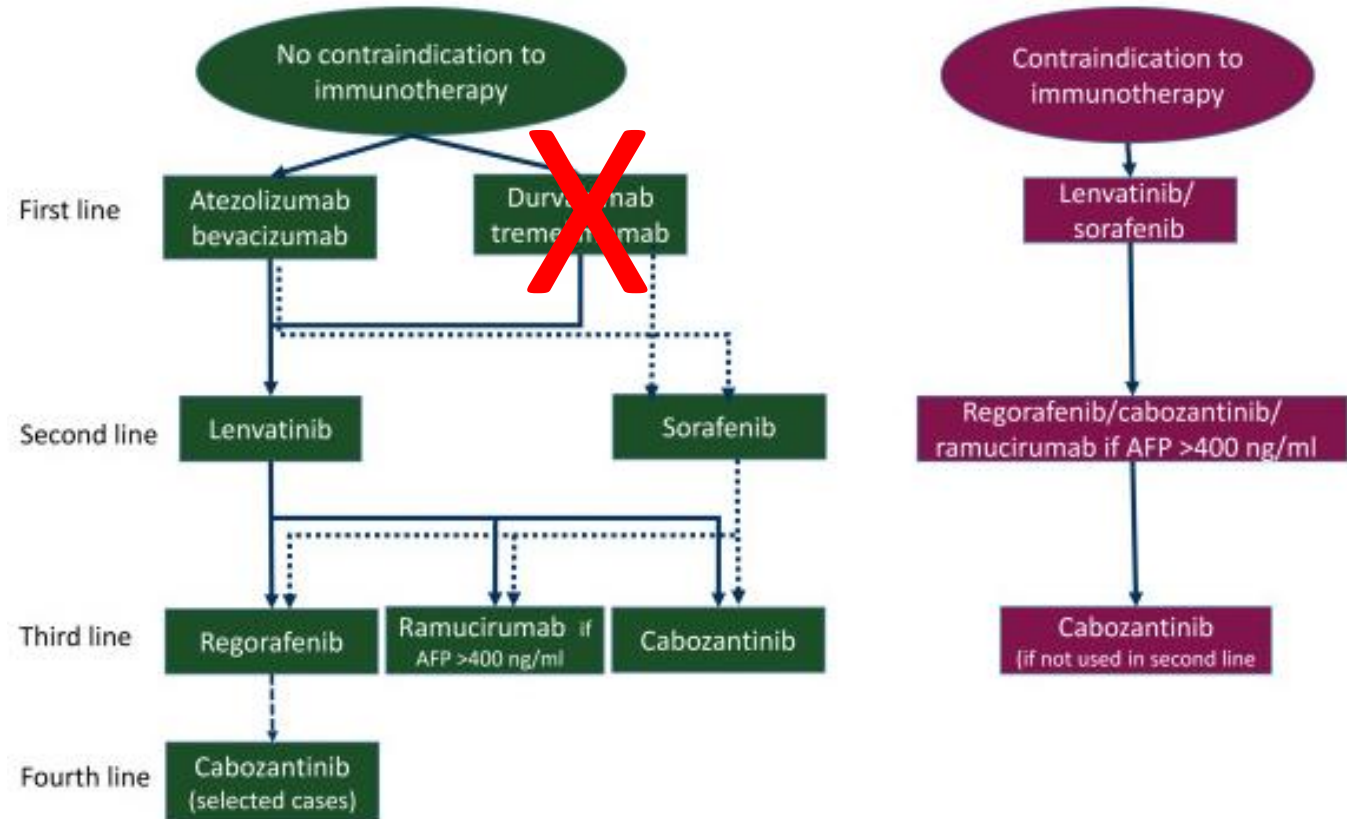 No contraindication to
immunotherapy
Contraindication to
immunotherapy
First line
Atezolizumab
bevacizumab
Lenvatinib/
sorafenib
Second line
Lenvatinib
Sorafenib
Regorafenib/cabozantinib/
ramucirumab if AFP >400 ng/ml
Third line
Regorafenib
Ramucirumab if
AFP >400 ng/ml
Cabozantinib
Cabozantinib
(if not used in second line
Fourth line
Cabozantinib
(selected cases)